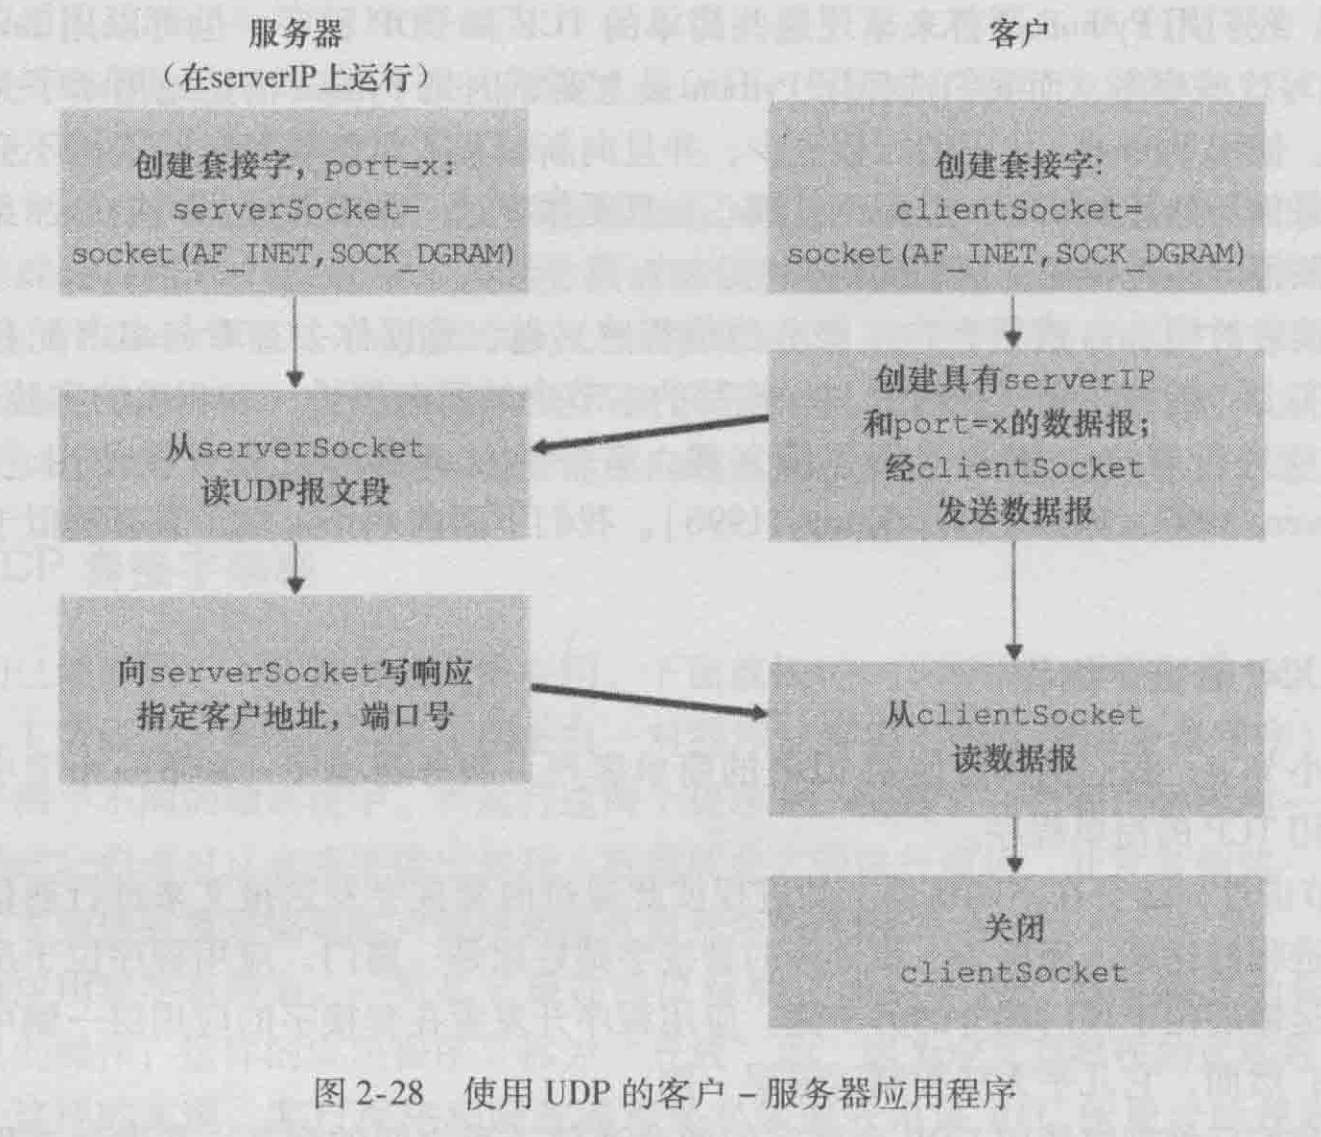 服务器
（在serverIP上运行）
创建套接字，port=x:
serverSocket=
socket(AF_INET,SOCK_DGRAM)
从serverSocket
读UDP报文段
向serverSocket写响应
指定客户地址，端口号
客户
创建套接字:
clientSocket=
socket(AF_INET,SOCK_DGRAM)
创建具有serverIP
和port=x的数据报；
经clientSocket
发送数据报
从clientSocket
读数据报
关闭
clientSocket
图 2-28 使用 UDP 的客户 – 服务器应用程序